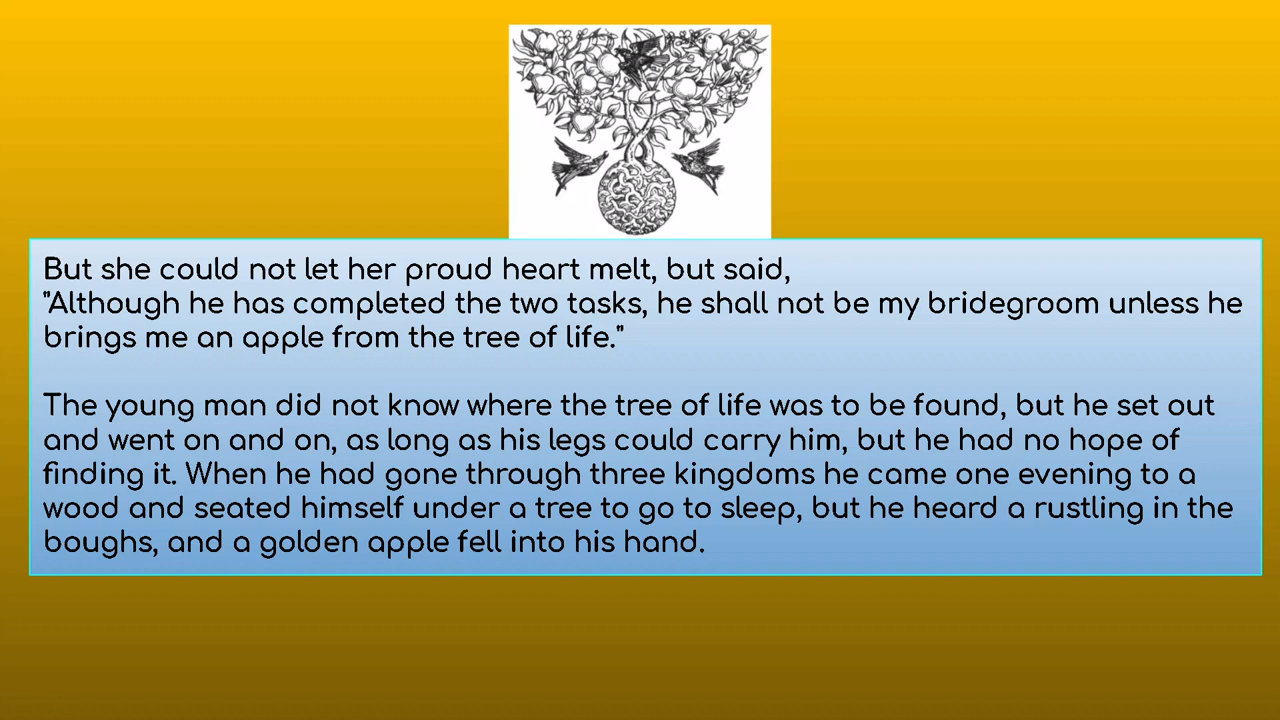 But she could not let her proud heart melt, but said,
"Although he has completed the two tasks, he shall not be my bridegroom unless he
brings me an apple from the tree of life."
The young man did not know where the tree of life was to be found, but he set out
and went on and on, as long as his legs could carry him, but he had no hope of
finding it. When he had gone through three kingdoms he came one evening to a
wood and seated himself under a tree to go to sleep, but he heard a rustling in the
boughs, and a golden apple fell into his hand.